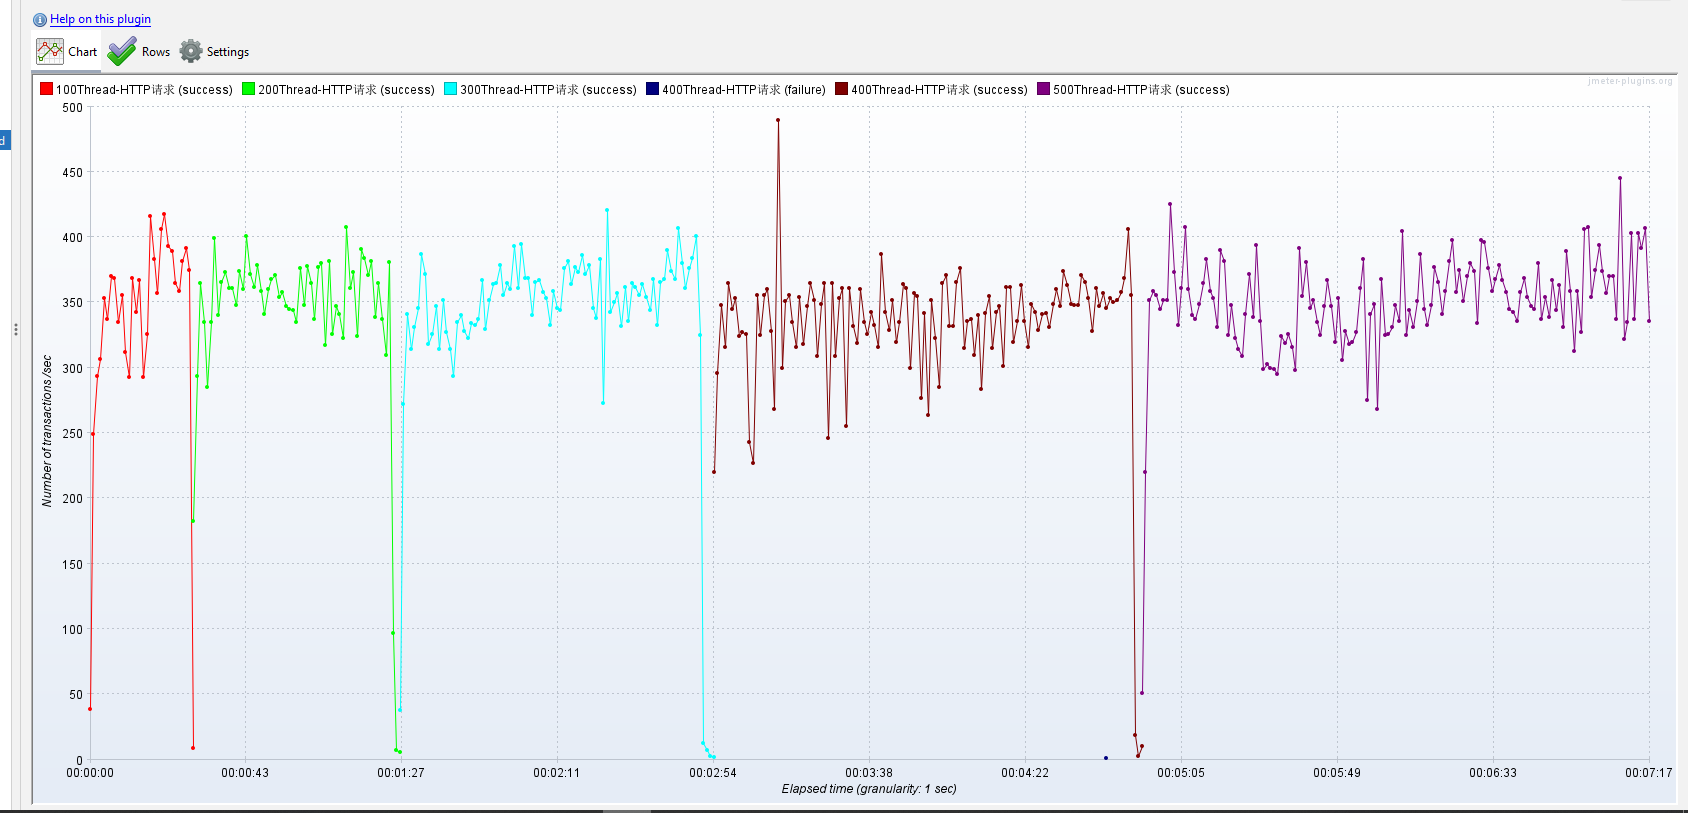 Help on this plugin
Chart Rows Settings
jmeter-plugins.org
100Thread-HTTP请求 (success) 200Thread-HTTP请求 (success) 300Thread-HTTP请求 (success) 400Thread-HTTP请求 (failure) 400Thread-HTTP请求 (success) 500Thread-HTTP请求 (success)
500
450
400
350
300
250
200
150
100
50
0
Number of transactions /sec
00:00:00 00:00:43 00:01:27 00:02:11 00:02:54 00:03:38 00:04:22 00:05:05 00:05:49 00:06:33 00:07:17
Elapsed time (granularity: 1 sec)
d